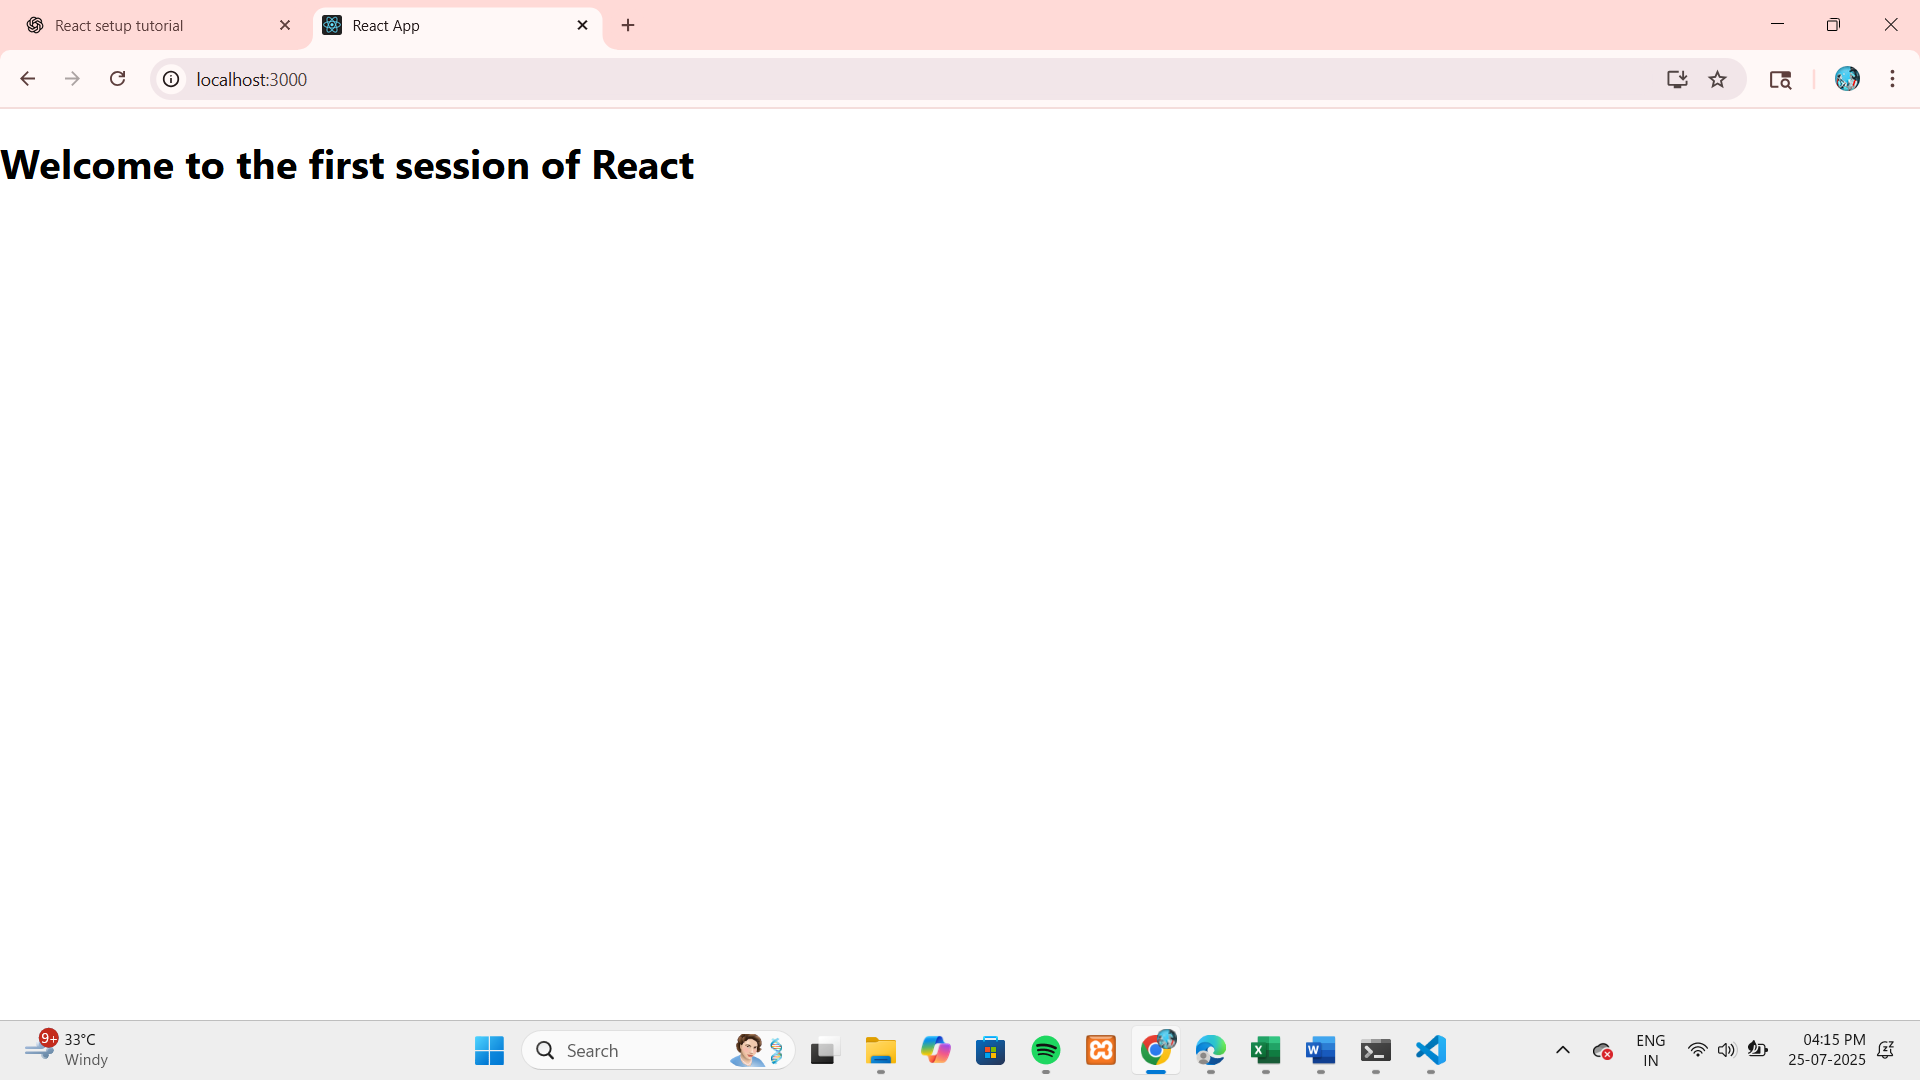 React setup tutorial
React App
localhost:3000
Welcome to the first session of React
9+
33°C
Windy
Search
ENG
IN
04:15 PM
25-07-2025